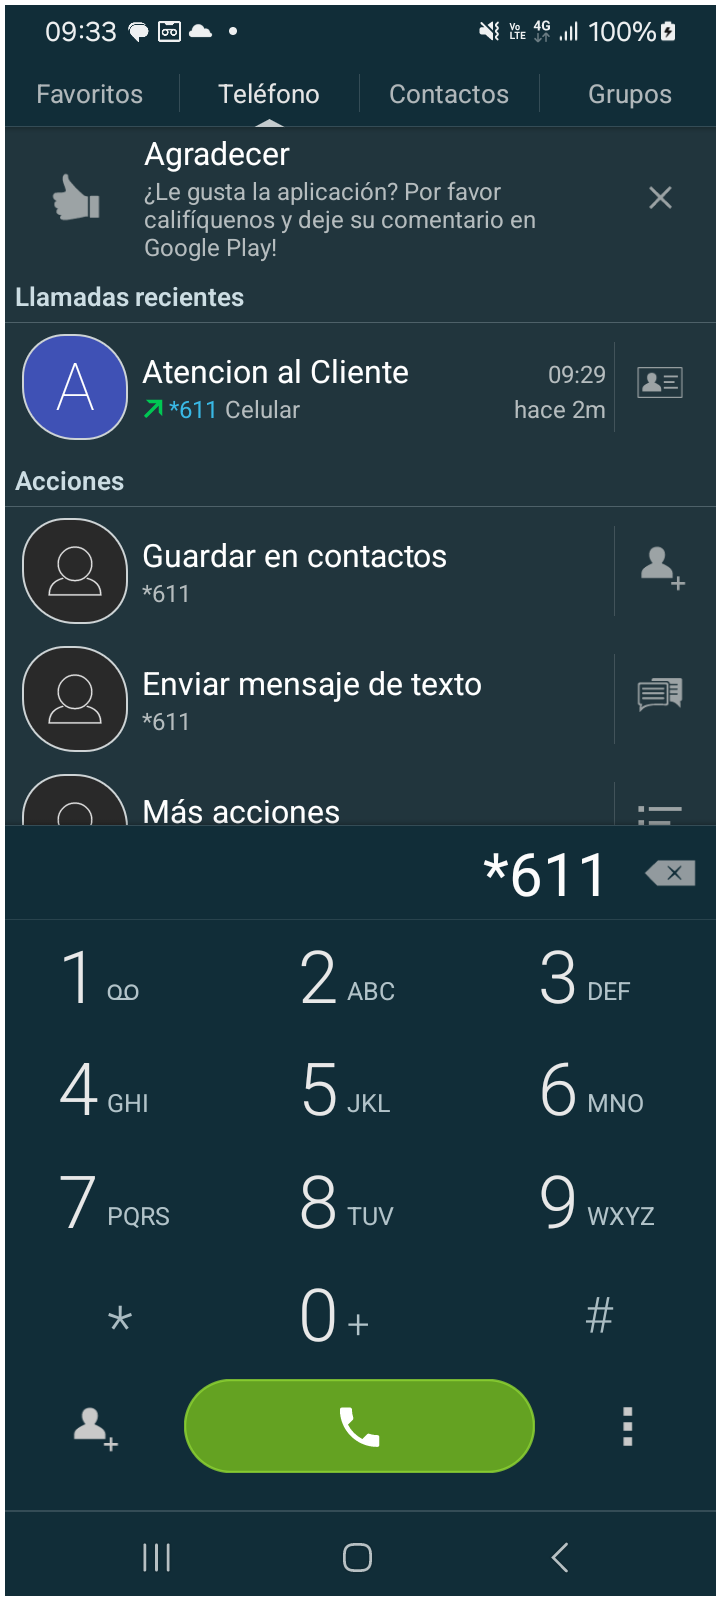 09:33 Vo LTE 4G 100%
Favoritos Teléfono Contactos Grupos
Agradecer
¿Le gusta la aplicación? Por favor
califíquenos y deje su comentario en
Google Play!
Llamadas recientes
A Atencion al Cliente 09:29
*611 Celular hace 2m
Acciones
Guardar en contactos
*611
Enviar mensaje de texto
*611
Más acciones
*611
1 2 ABC 3 DEF
4 GHI 5 JKL 6 MNO
7 PQRS 8 TUV 9 WXYZ
* 0 + #